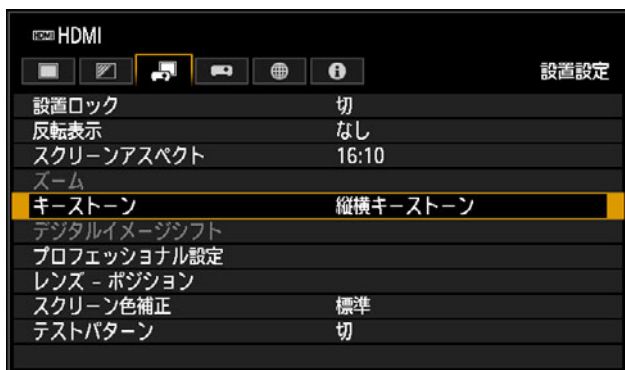 HDMI HDMI
設置設定
設置ロック 切
反転表示 なし
スクリーンアスペクト 16:10
ズーム
キーストーン 縦横キーストーン
デジタルイメージシフト
プロフェッショナル設定
レンズ – ポジション
スクリーン色補正 標準
テストパターン 切